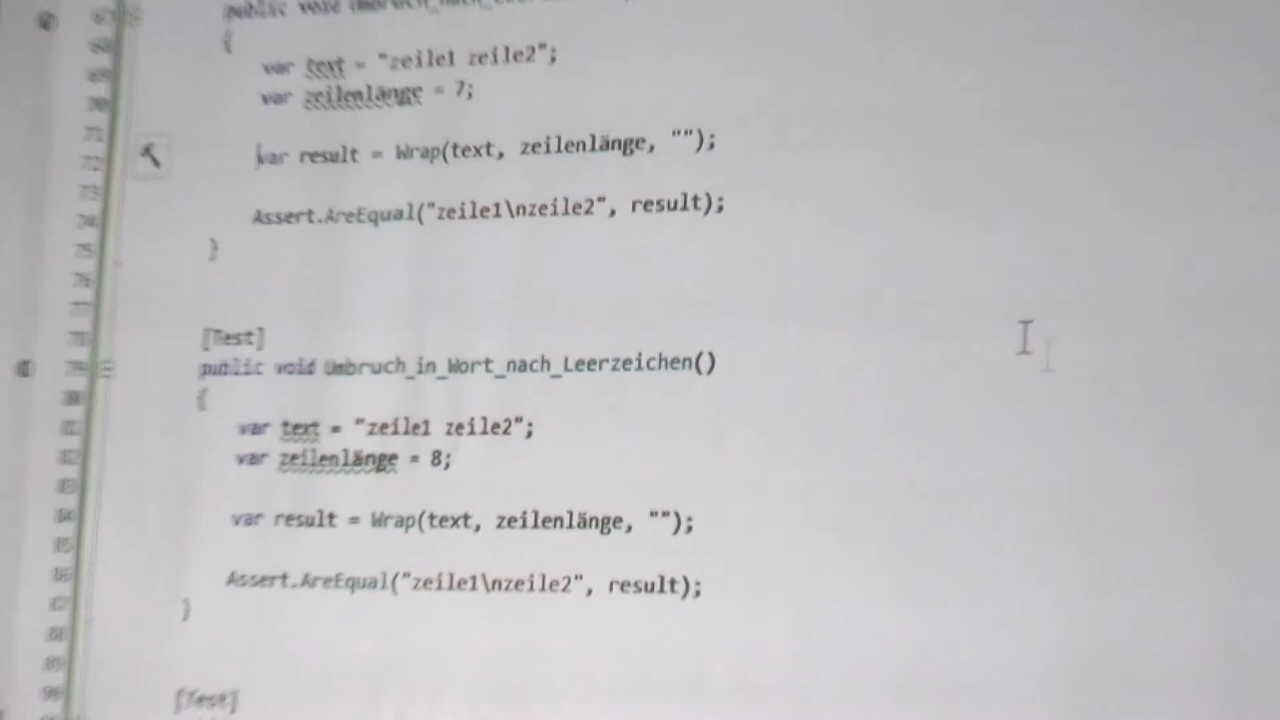 public void
{
var text = "zeile1 zeile2";
var zeilenlänge = 7;
var result = Wrap(text, zeilenlänge, "");
Assert.AreEqual("zeile1\nzeile2", result);
}
[Test]
public void Umbruch_in_Wort_nach_Leerzeichen()
{
var text = "zeile1 zeile2";
var zeilenlänge = 8;
var result = Wrap(text, zeilenlänge, "");
Assert.AreEqual("zeile1\nzeile2", result);
}
[Test]